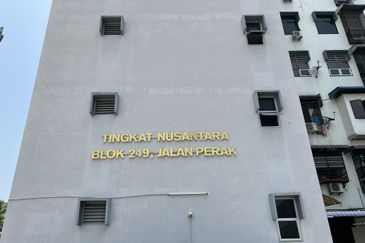 TINGKAT NUSANTARA
BLOK 249, JALAN PERAK